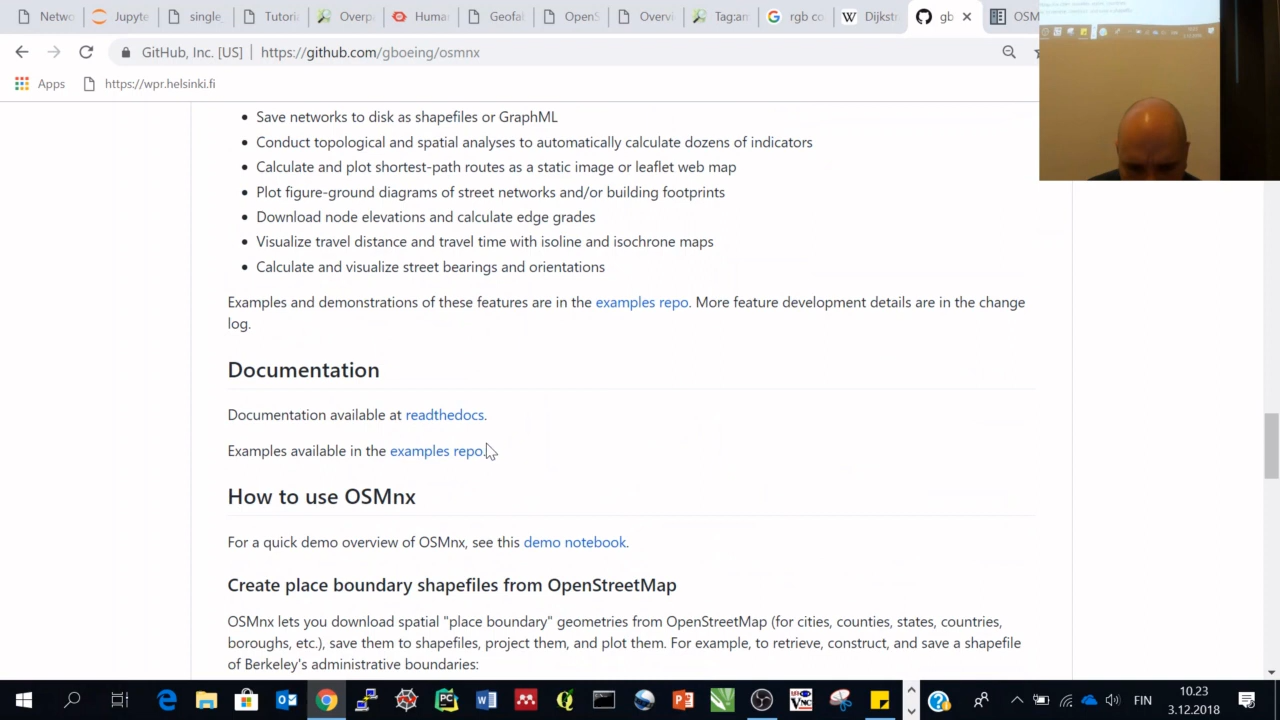 Netwo
Jupyte
single
Tutori
Overv
Huma
Geofa
OpenS
Overv
Tag:am
rgb co
Dijkstr
gb
OSM
GitHub, Inc. [US]
https://github.com/gboeing/osmnx
Apps
https://wpr.helsinki.fi
Save networks to disk as shapefiles or GraphML
Conduct topological and spatial analyses to automatically calculate dozens of indicators
Calculate and plot shortest-path routes as a static image or leaflet web map
Plot figure-ground diagrams of street networks and/or building footprints
Download node elevations and calculate edge grades
Visualize travel distance and travel time with isoline and isochrone maps
Calculate and visualize street bearings and orientations
Examples and demonstrations of these features are in the examples repo. More feature development details are in the change
log.
Documentation
Documentation available at readthedocs.
Examples available in the examples repo.
How to use OSMnx
For a quick demo overview of OSMnx, see this demo notebook.
Create place boundary shapefiles from OpenStreetMap
OSMnx lets you download spatial "place boundary" geometries from OpenStreetMap (for cities, counties, states, countries,
boroughs, etc.), save them to shapefiles, project them, and plot them. For example, to retrieve, construct, and save a shapefile
of Berkeley's administrative boundaries:
FIN
10.23
3.12.2018